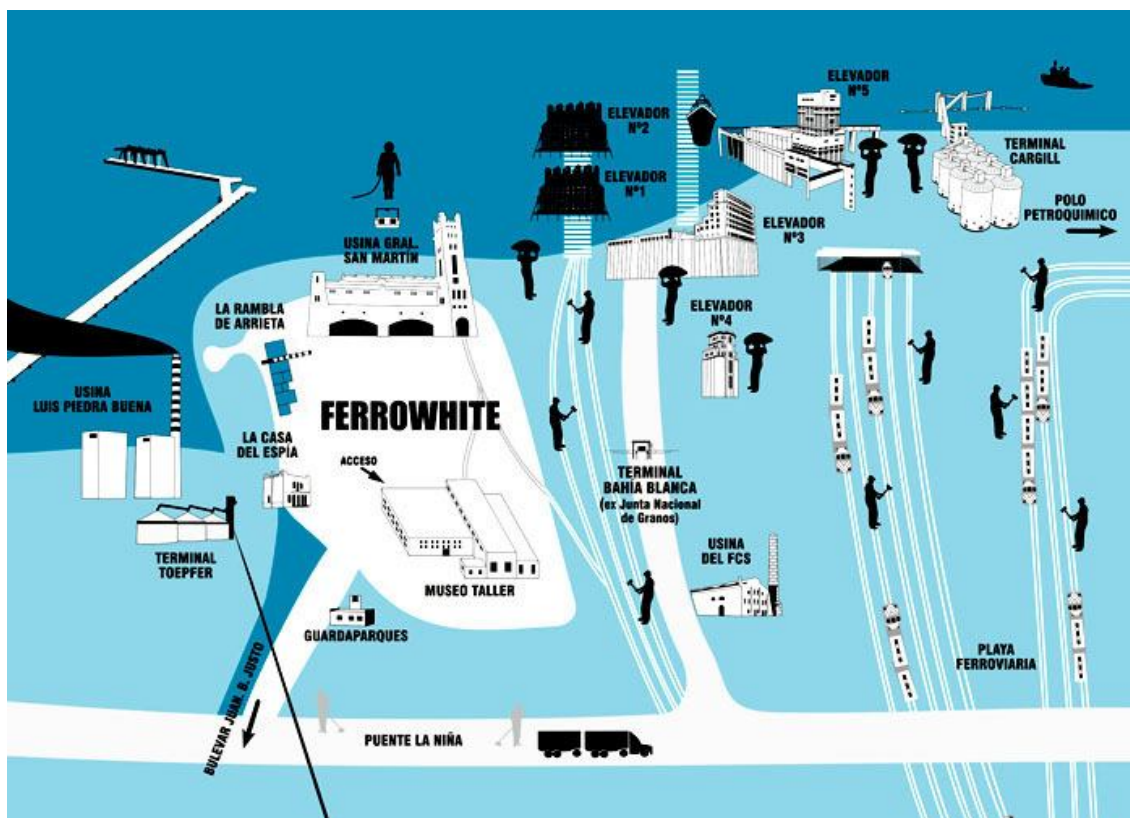 ELEVADOR
Nº5
ELEVADOR
Nº2
TERMINAL
CARGILL
ELEVADOR
Nº1
POLO
PETROQUIMICO
USINA GRAL.
SAN MARTÍN
ELEVADOR
Nº3
LA RAMBLA
DE ARRIETA
ELEVADOR
Nº4
USINA
LUIS PIEDRA BUENA
FERROWHITE
LA CASA
DEL ESPÍA
ACCESO
TERMINAL
BAHÍA BLANCA
(ex Junta Nacional
de Granos)
TERMINAL
TOEPFER
USINA
DEL FCS
MUSEO TALLER
GUARDAPARQUES
PLAYA
FERROVIARIA
BULEVAR JUAN. B. JUSTO
PUENTE LA NIÑA